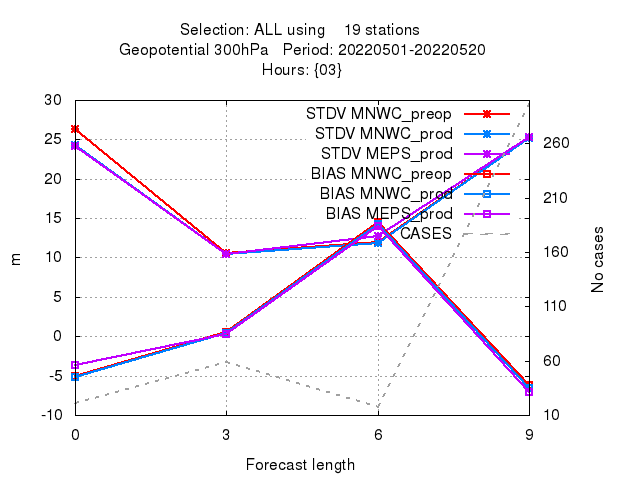 Selection: ALL using    19 stations
Geopotential 300hPa   Period: 20220501-20220520
Hours: {03}
30
25
20
15
10
5
0
-5
-10
m
STDV MNWC_preop
STDV MNWC_prod
STDV MEPS_prod
BIAS MNWC_preop
BIAS MNWC_prod
BIAS MEPS_prod
CASES
260
210
160
110
60
10
No cases
0 3 6 9
Forecast length